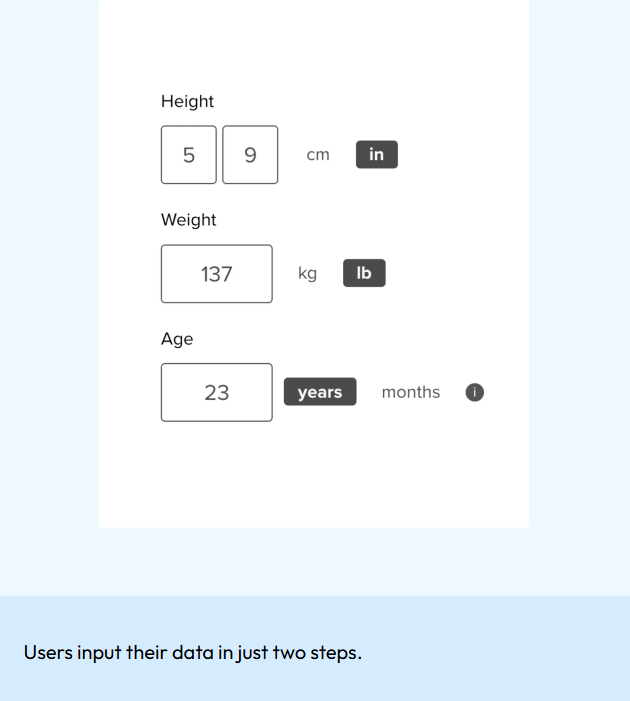 Height
5 9 cm in
Weight
137 kg lb
Age
23 years months i
Users input their data in just two steps.